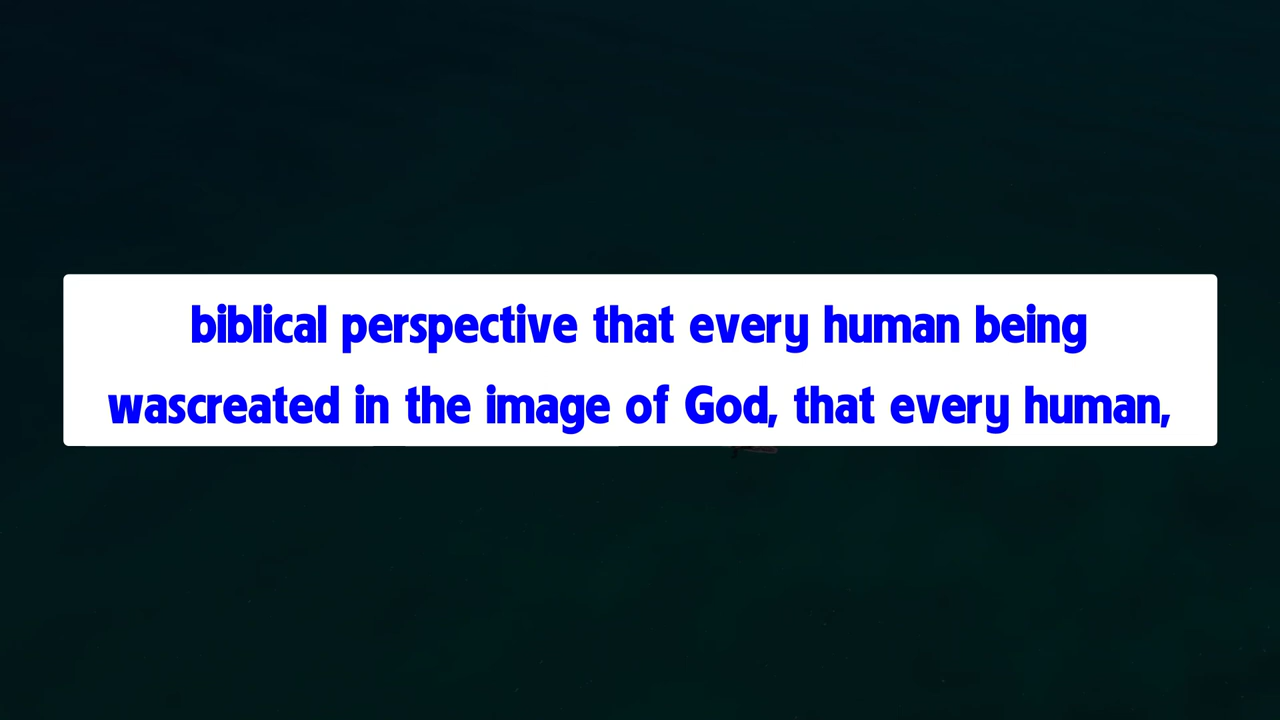 biblical perspective that every human being
wascreated in the image of God, that every human,